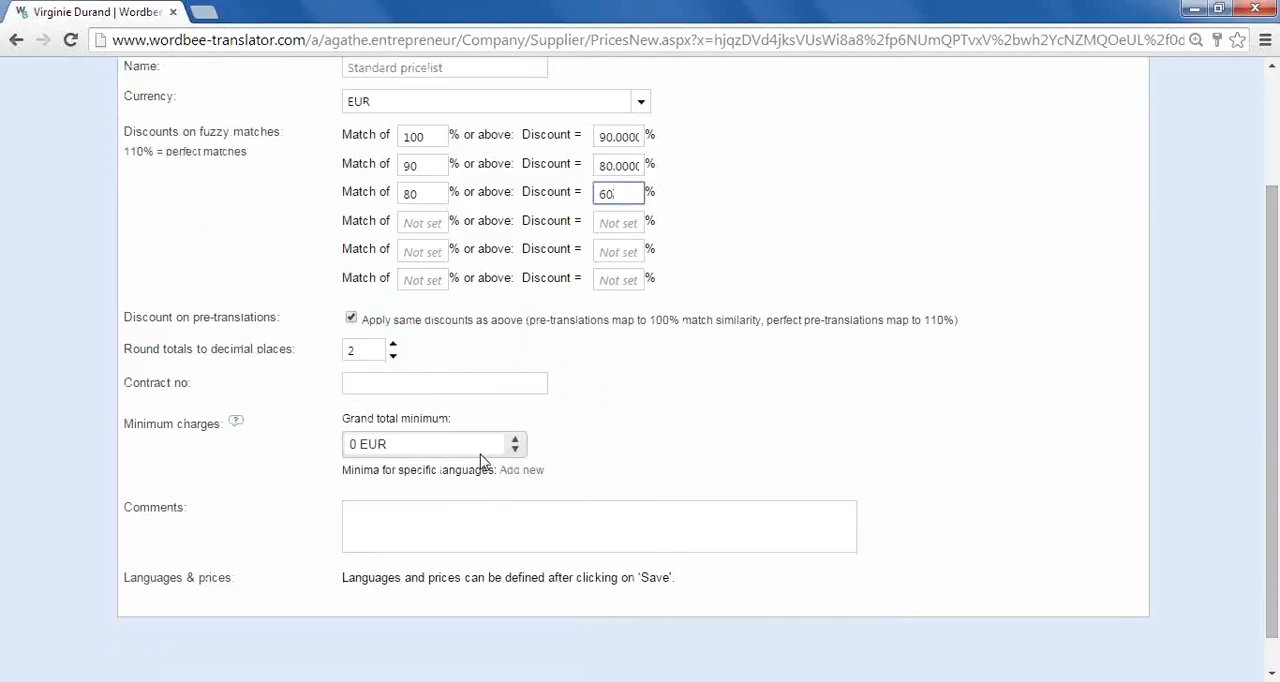 Virginie Durand | Wordbee
www.wordbee-translator.com/a/agathe.entrepreneur/Company/Supplier/PricesNew.aspx?x=hjqzDVd4jksVUsWi8a8%2fp6NUmQPTvxV%2bwh2YcNZMQOeUL%2f0d
Name: Standard pricelist
Currency: EUR
Discounts on fuzzy matches: Match of 100 % or above: Discount = 90.0000 %
110% = perfect matches
Match of 90 % or above: Discount = 80.0000 %
Match of 80 % or above: Discount = 60 %
Match of Not set % or above: Discount = Not set %
Match of Not set % or above: Discount = Not set %
Match of Not set % or above: Discount = Not set %
Discount on pre-translations: Apply same discounts as above (pre-translations map to 100% match similarity, perfect pre-translations map to 110%)
Round totals to decimal places: 2
Contract no:
Minimum charges: ? Grand total minimum:
0 EUR
Minima for specific languages: Add new
Comments:
Languages & prices: Languages and prices can be defined after clicking on 'Save'.